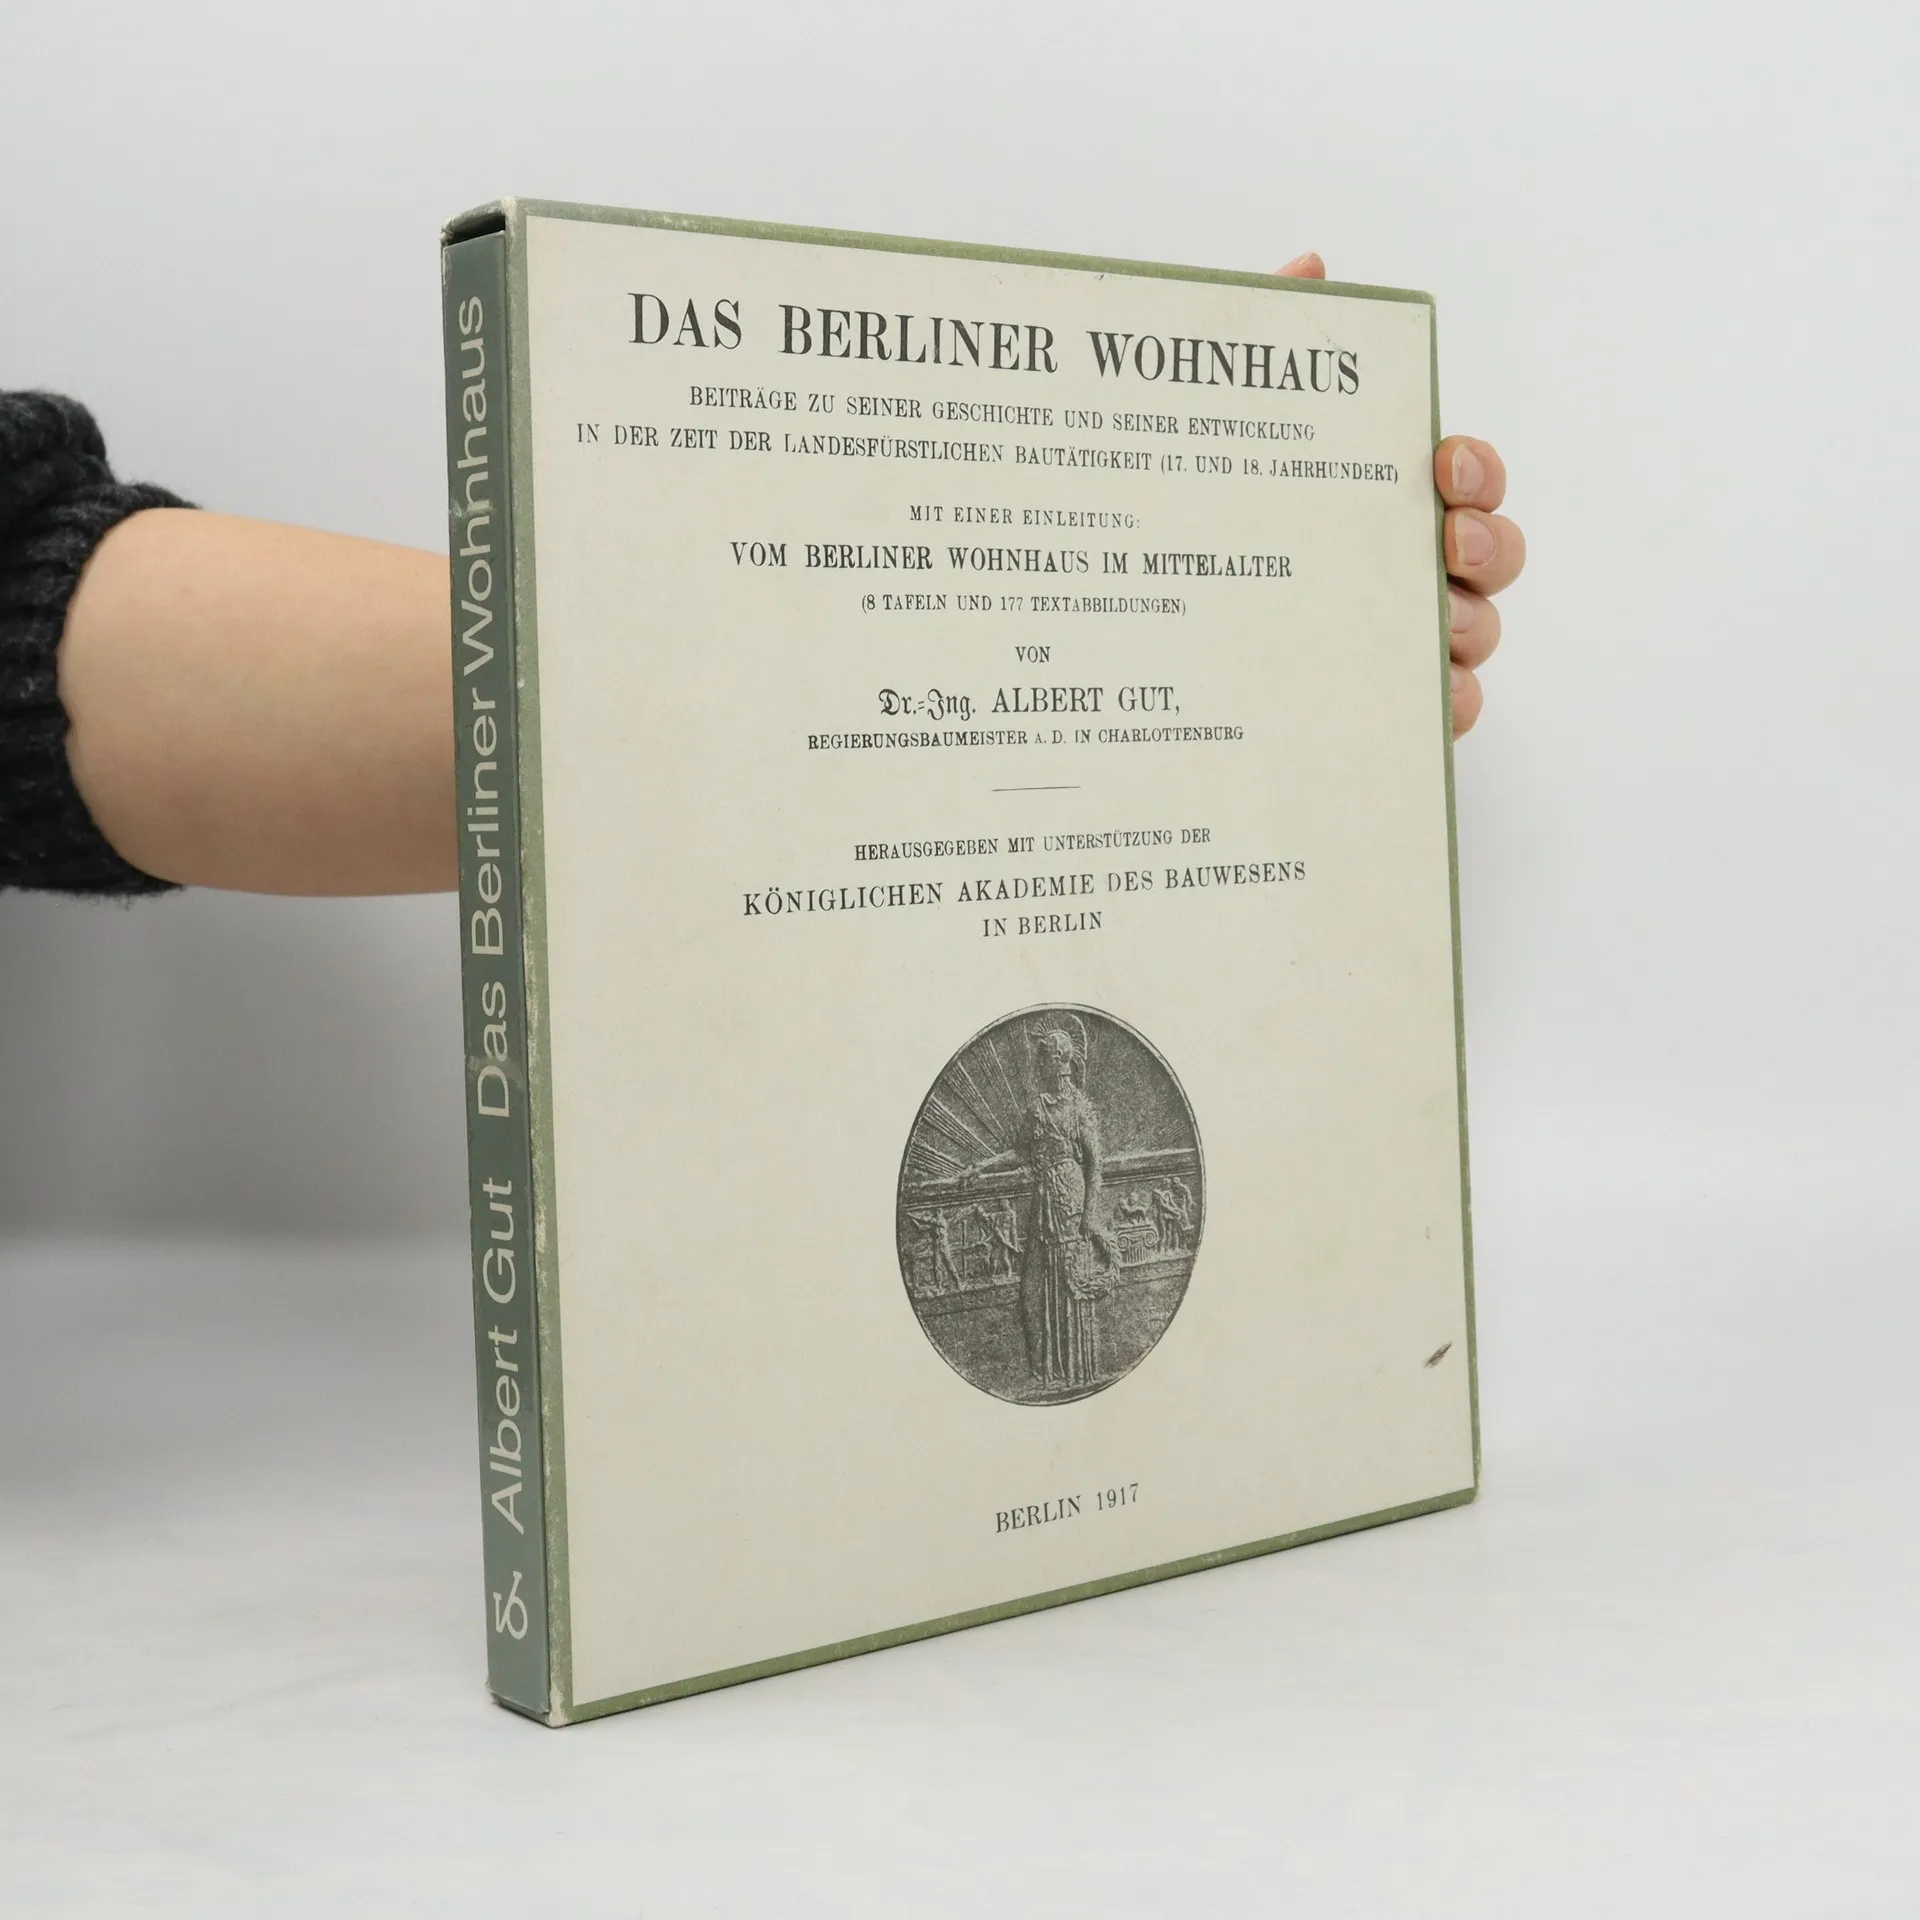 DAS BERLINER WOHNHAUS
BEITRÄGE ZU SEINER GESCHICHTE UND SEINER ENTWICKLUNG
IN DER ZEIT DER LANDESFÜRSTLICHEN BAUTÄTIGKEIT (17. UND 18. JAHRHUNDERT)
MIT EINER EINLEITUNG:
VOM BERLINER WOHNHAUS IM MITTELALTER
(8 TAFELN UND 177 TEXTABBILDUNGEN)
VON
Dr.=Ing. ALBERT GUT,
REGIERUNGSBAUMEISTER A. D. IN CHARLOTTENBURG
HERAUSGEGEBEN MIT UNTERSTÜTZUNG DER
KÖNIGLICHEN AKADEMIE DES BAUWESENS
IN BERLIN
BERLIN 1917
Albert Gut Das Berliner Wohnhaus